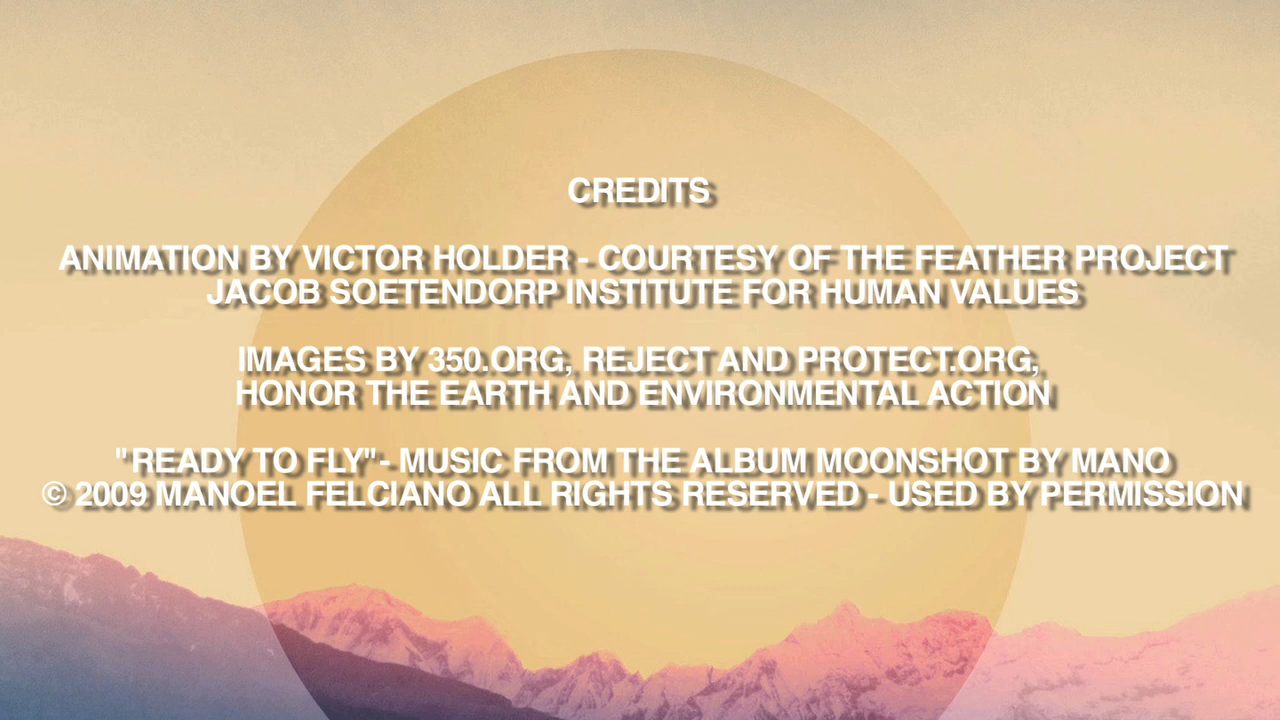 CREDITS
ANIMATION BY VICTOR HOLDER - COURTESY OF THE FEATHER PROJECT
JACOB SOETENDORP INSTITUTE FOR HUMAN VALUES
IMAGES BY 350.ORG, REJECT AND PROTECT.ORG,
HONOR THE EARTH AND ENVIRONMENTAL ACTION
"READY TO FLY"- MUSIC FROM THE ALBUM MOONSHOT BY MANO
© 2009 MANOEL FELCIANO ALL RIGHTS RESERVED - USED BY PERMISSION